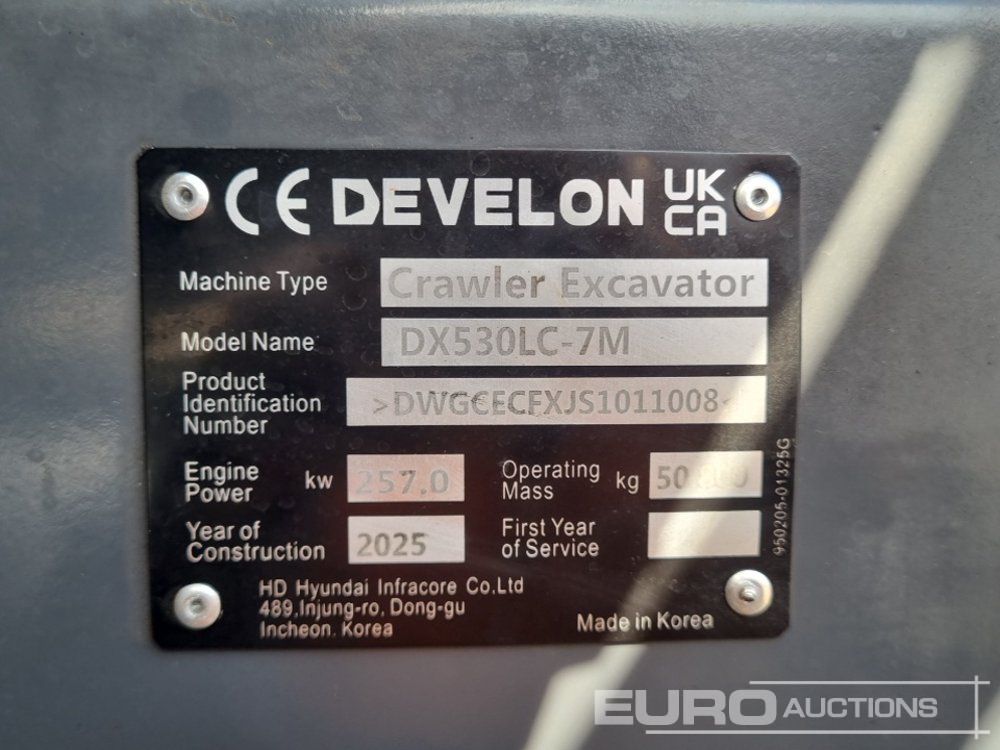 CE DEVELON UK CA
Machine Type Crawler Excavator
Model Name DX530LC-7M
Product
Identification
Number >DWGCECFXJS1011008<
Engine
Power kw 257.0
Operating
Mass kg
Year of
Construction 2025
First Year
of Service
950205-01325G
HD Hyundai Infracore Co,Ltd
489,Injung-ro, Dong-gu
Incheon. Korea
Made in Korea
EURO AUCTIONS